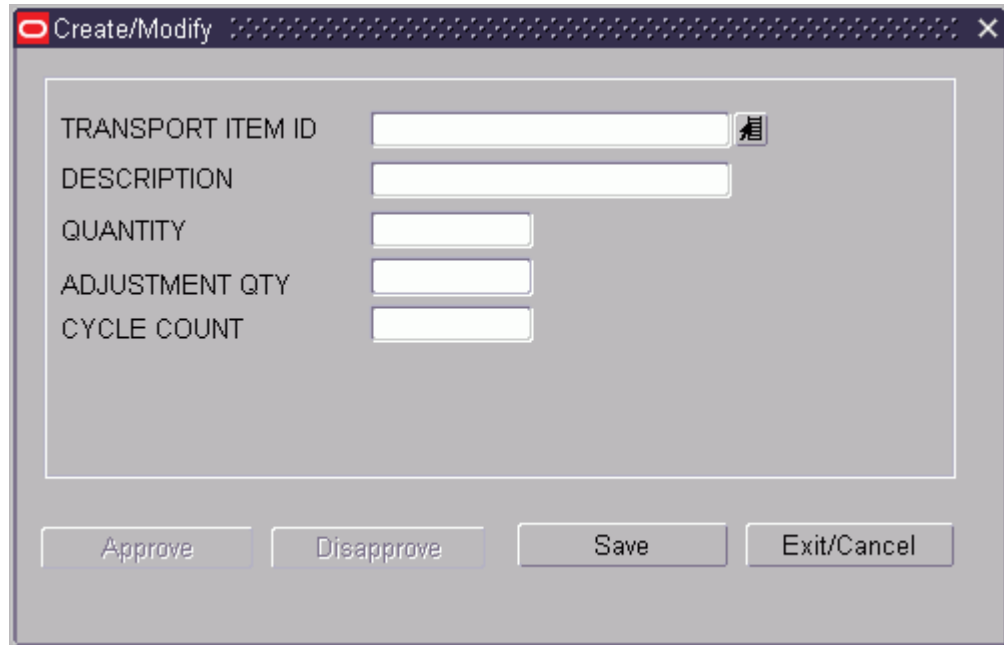 Create/Modify
TRANSPORT ITEM ID
DESCRIPTION
QUANTITY
ADJUSTMENT QTY
CYCLE COUNT
Approve Disapprove Save Exit/Cancel